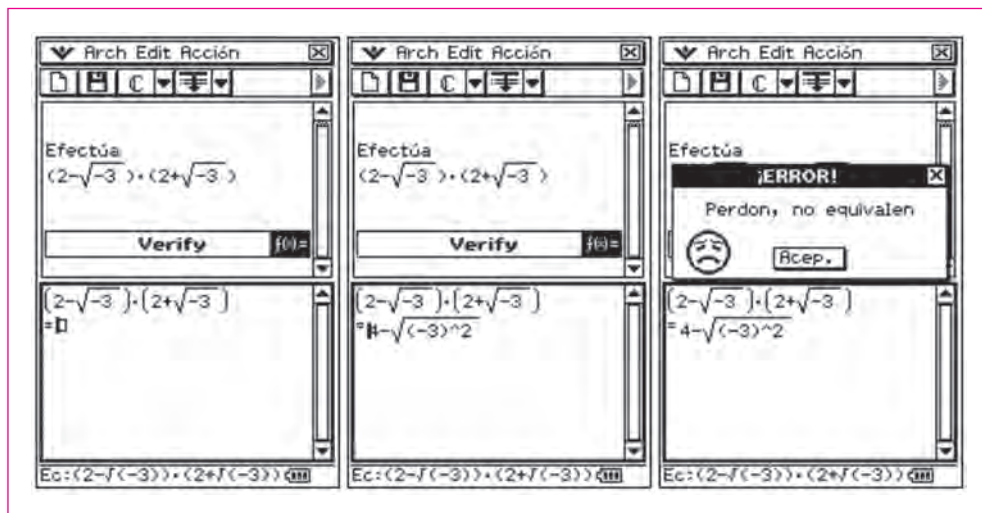 Arch Edit Acción
Efectúa
(2-√-3 )·(2+√-3 )
Verify
f(x)=
(2-√-3 )·(2+√-3 )
=
Ec:(2-√(-3))·(2+√(-3))
Arch Edit Acción
Efectúa
(2-√-3 )·(2+√-3 )
Verify
f(x)=
(2-√-3 )·(2+√-3 )
=4-√(-3)^2
Ec:(2-√(-3))·(2+√(-3))
Arch Edit Acción
Efectúa
¡ERROR!
Perdon, no equivalen
Acep.
(2-√-3 )·(2+√-3 )
=4-√(-3)^2
Ec:(2-√(-3))·(2+√(-3))